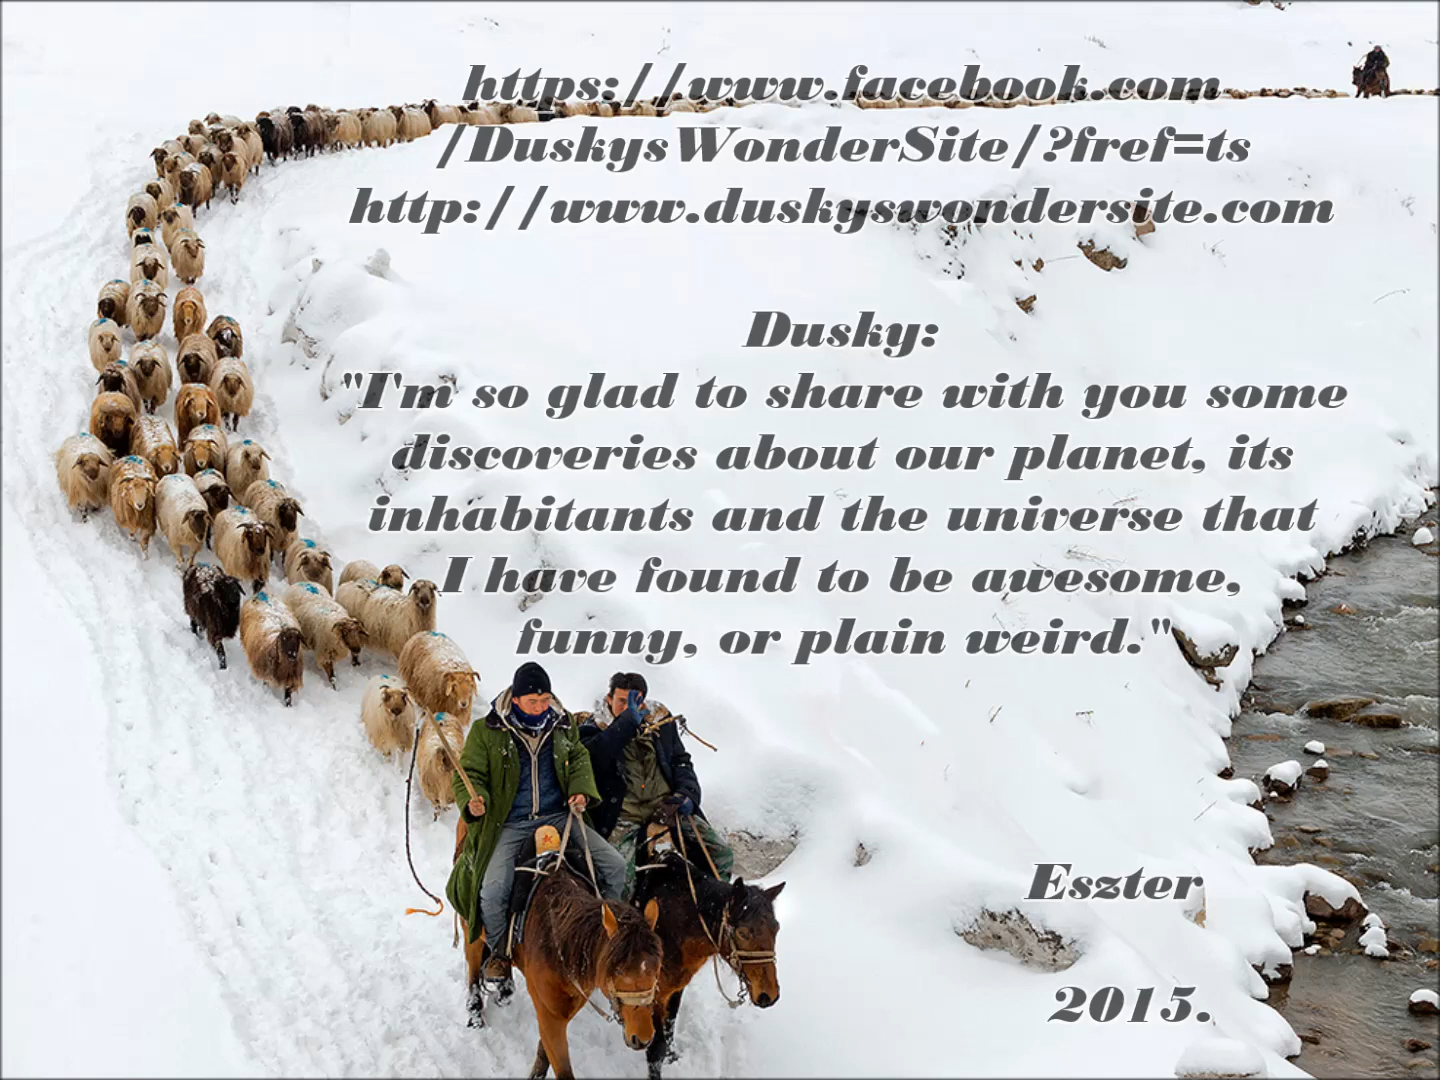 https://www.facebook.com
/DuskysWonderSite/?fref=ts
http://www.duskyswondersite.com
Dusky:
"I'm so glad to share with you some
discoveries about our planet, its
inhabitants and the universe that
I have found to be awesome,
funny, or plain weird."
Eszter
2015.